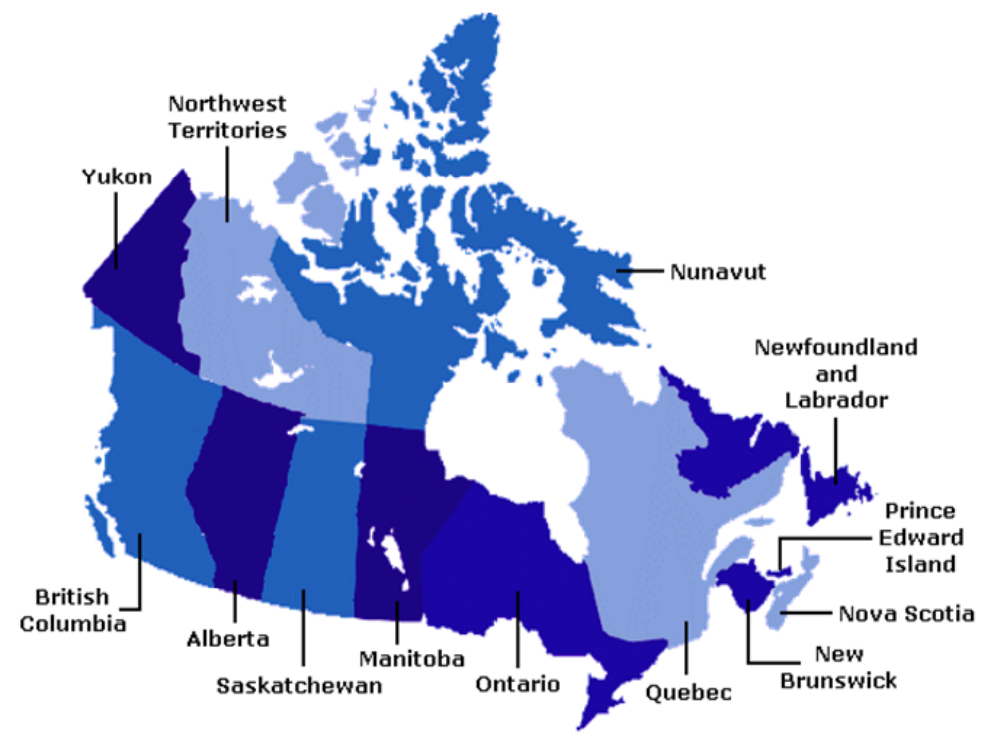 Northwest
Territories
Yukon
Nunavut
Newfoundland
and
Labrador
Prince
Edward
Island
British
Columbia
Alberta
Saskatchewan
Manitoba
Ontario
Quebec
New
Brunswick
Nova Scotia